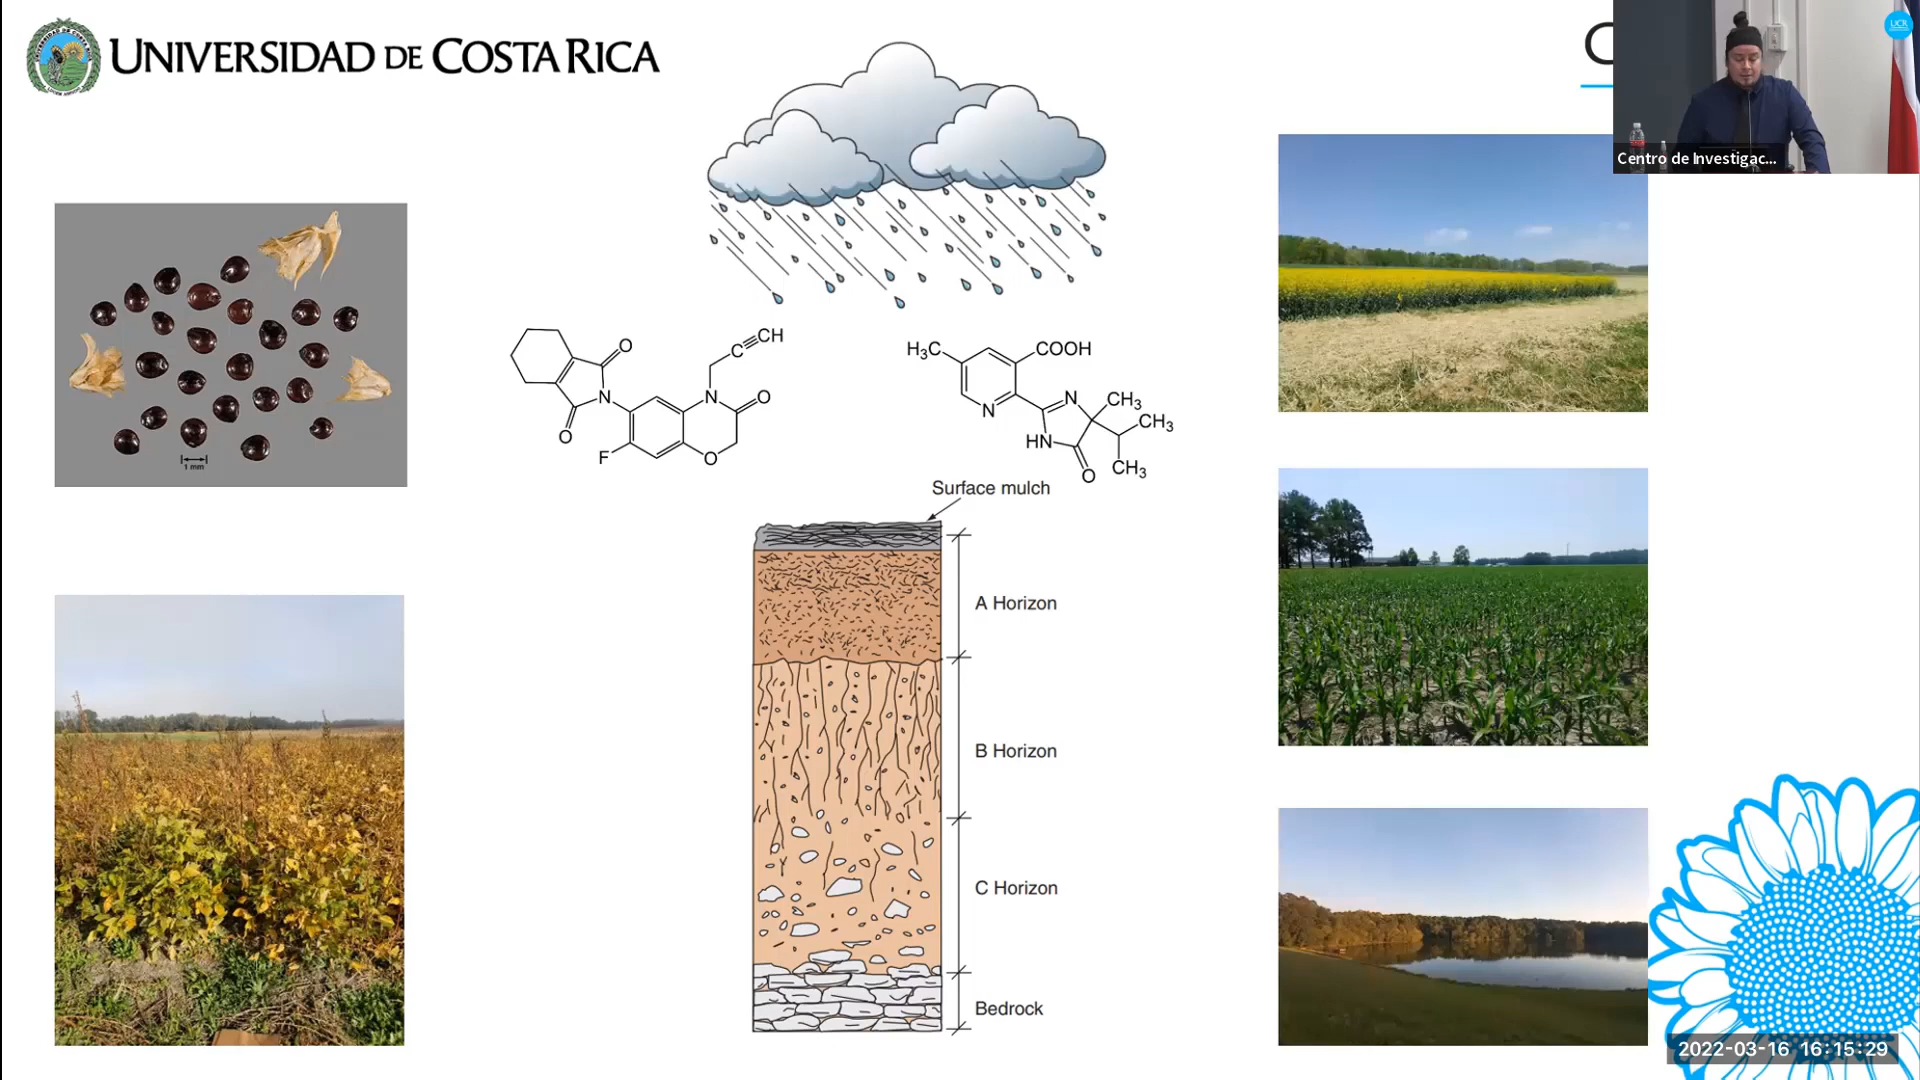 UNIVERSIDAD DE COSTA RICA
UCR
Centro de Investigac...
1 mm
CH
C
O
N
N
O
O
F
O
H3C
COOH
N
N
CH3
HN
CH3
O
CH3
Surface mulch
A Horizon
B Horizon
C Horizon
Bedrock
2022-03-16 16:15:29